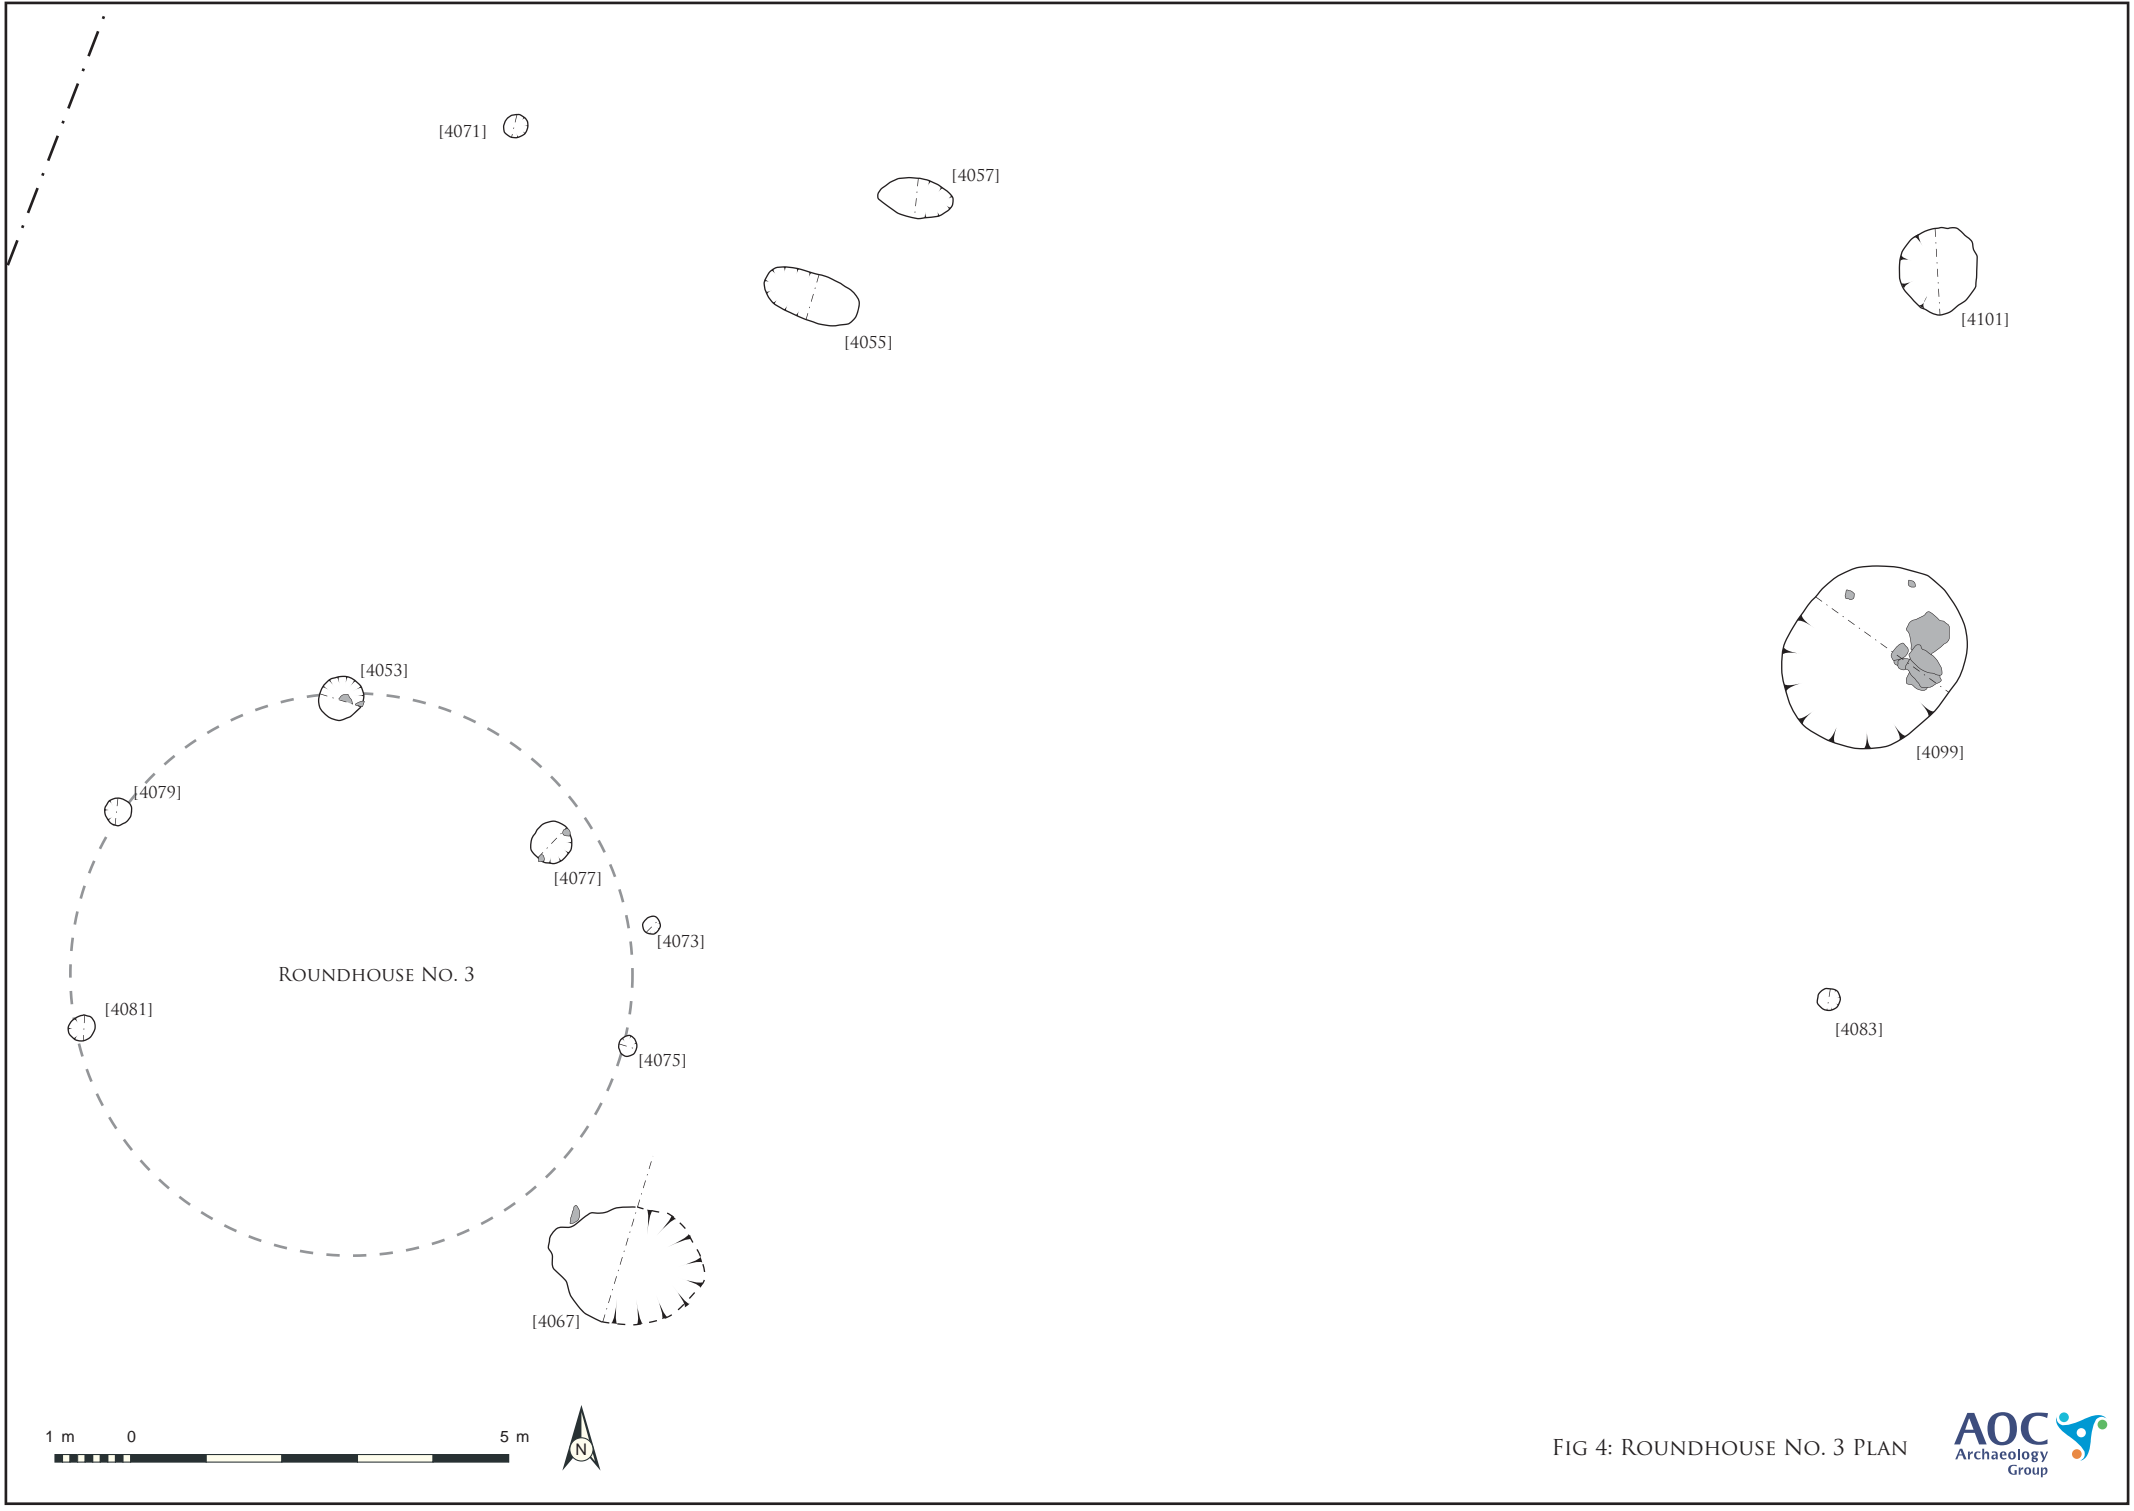 [4071]
[4057]
[4055]
[4101]
[4053]
[4099]
[4079]
[4077]
[4073]
Roundhouse No. 3
[4081]
[4083]
[4075]
[4067]
1 m 0 5 m
N
Fig 4: Roundhouse No. 3 Plan
AOC
Archaeology
Group